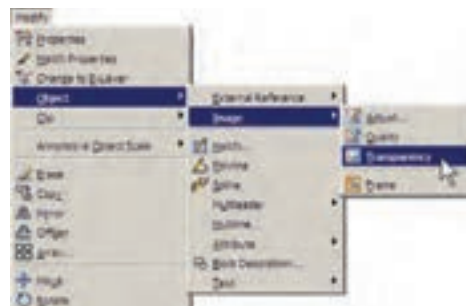 Modify
Properties
Match Properties
Change to ByLayer
Object
Clip
Annotative Object Scale
Erase
Copy
Mirror
Offset
Array...
Move
Rotate
External Reference
Image
Hatch...
Polyline
Spline
Multileader
Multiline...
Attribute
Block Description...
Text
Adjust...
Quality
Transparency
Frame